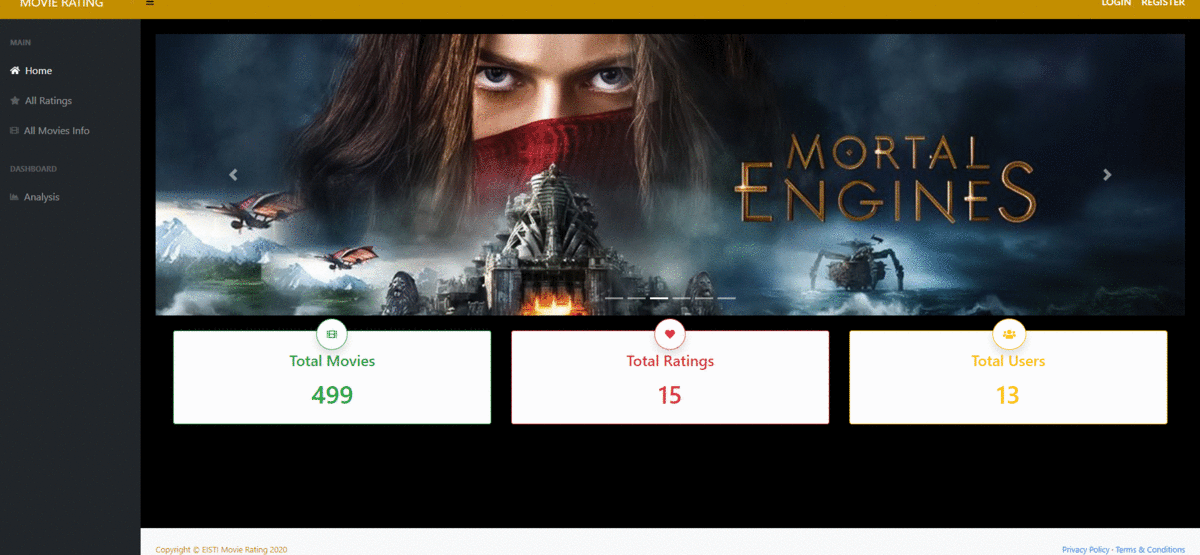 MOVIE RATING
LOGIN REGISTER
MAIN
Home
All Ratings
All Movies Info
DASHBOARD
Analysis
MORTAL
ENGINES
Total Movies
499
Total Ratings
15
Total Users
13
Copyright © EISTI Movie Rating 2020
Privacy Policy · Terms & Conditions